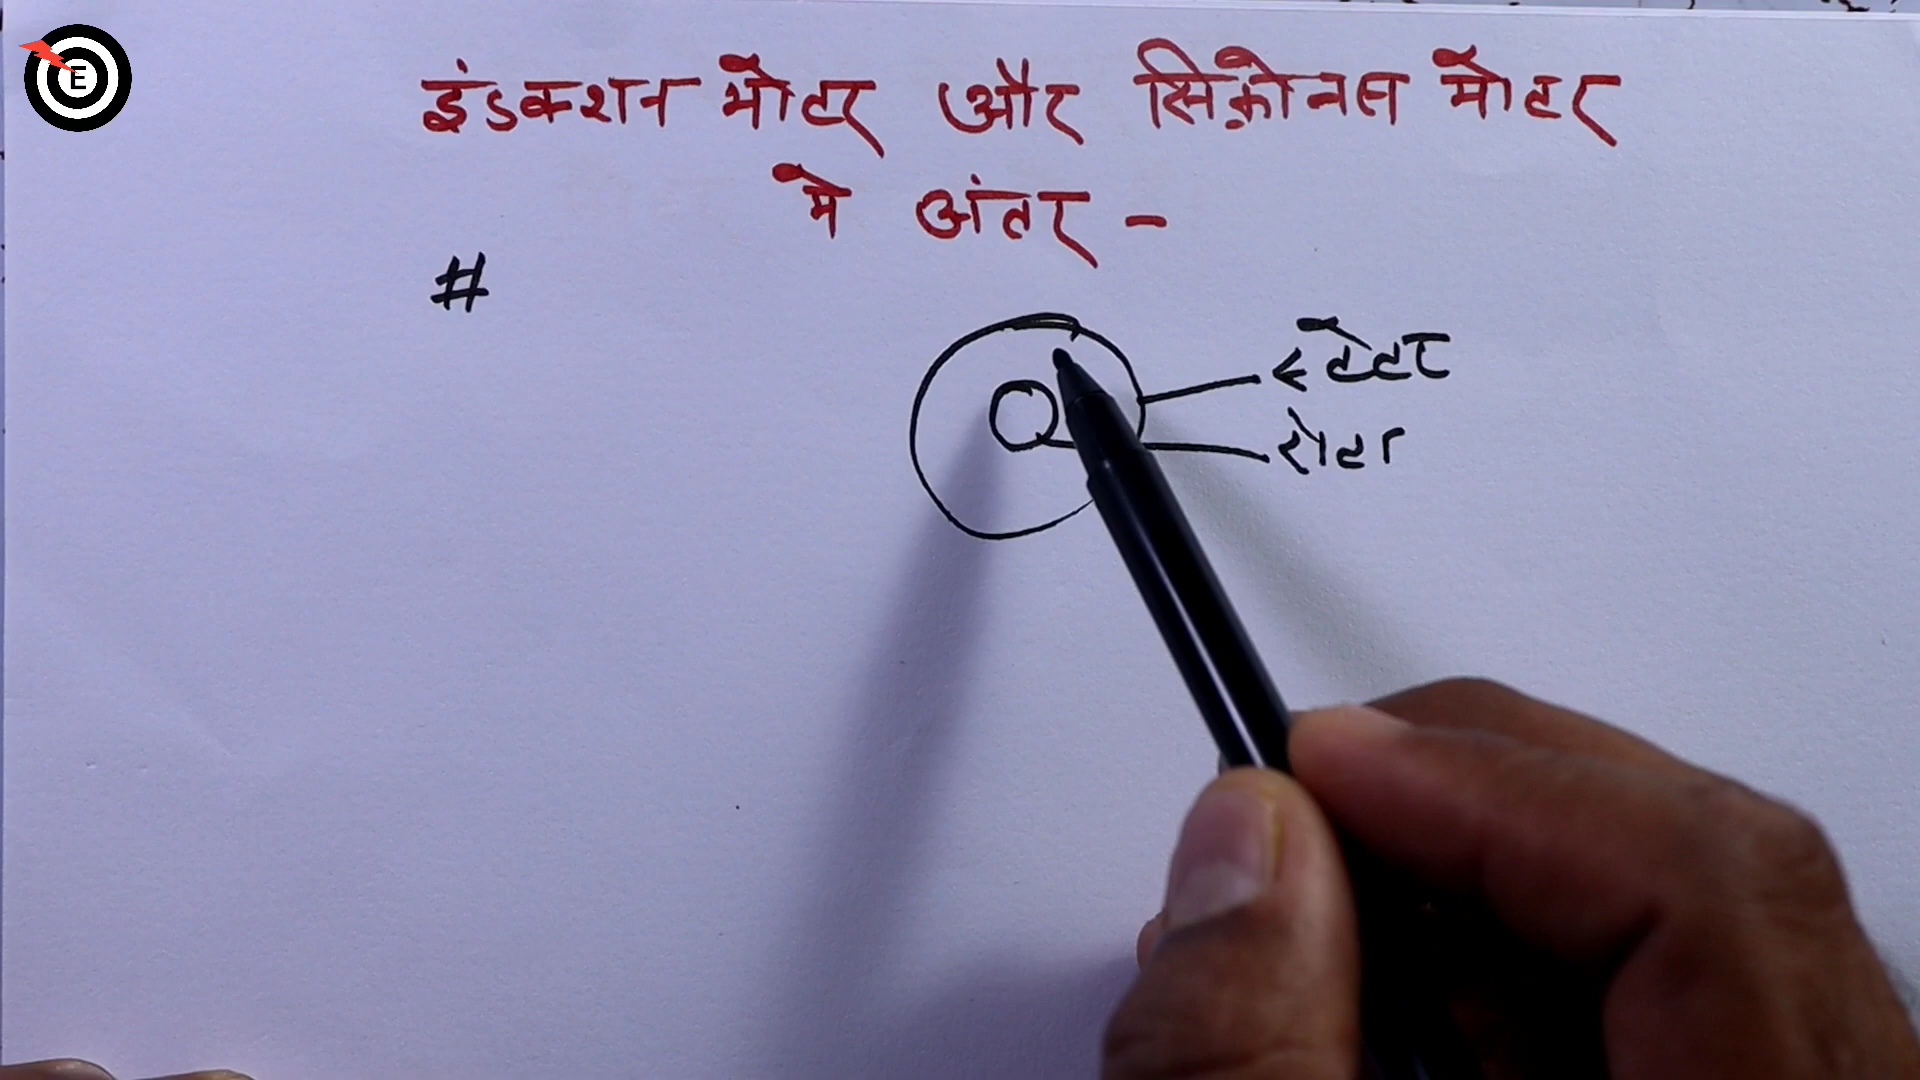 E
इंडक्शन मोटर और सिंक्रोनस मोटर
में अंतर -
#
स्टेटर
रोटर